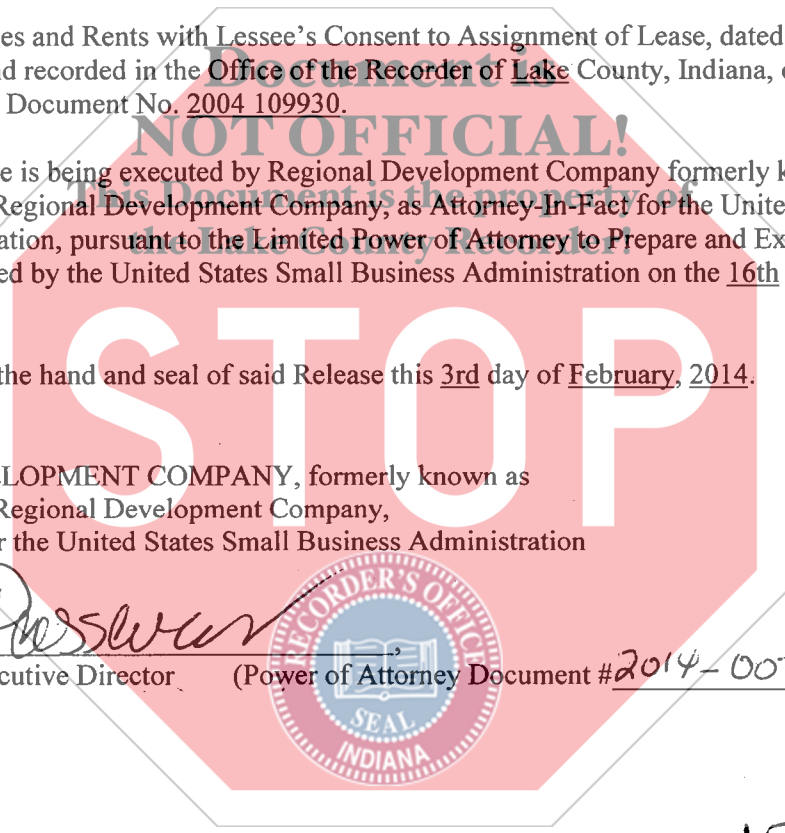 es and Rents with Lessee's Consent to Assignment of Lease, dated
d recorded in the Office of the Recorder of Lake County, Indiana,
Document is
Document No. 2004 109930.
NOT OFFICIAL!
e is being executed by Regional Development Company formerly k
This Document is the property of
Regional Development Company, as Attorney-In-Fact for the Unite
ation, pursuant to the Limited Power of Attorney to Prepare and Ex
the Lake County Recorder!
ed by the United States Small Business Administration on the 16th
STOP
the hand and seal of said Release this 3rd day of February, 2014.
LOPMENT COMPANY, formerly known as
Regional Development Company,
r the United States Small Business Administration
RECORDER'S OFFICE
SEAL
INDIANA
cutive Director (Power of Attorney Document #2014-00